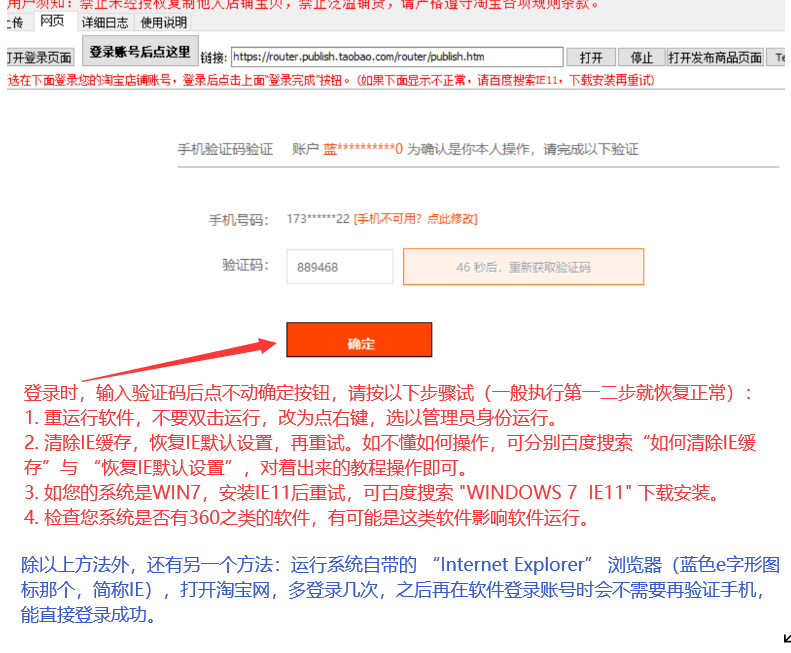 用户须知：禁止未经授权复制他人店铺宝贝，禁止泛滥铺货，请严格遵守淘宝各项规则条款。
上传 网页 详细日志 使用说明
打开登录页面 登录账号后点这里 链接: https://router.publish.taobao.com/router/publish.htm 打开 停止 打开发布商品页面 Te
选在下面登录您的淘宝店铺账号，登录后点击上面"登录完成"按钮。(如果下面显示不正常，请百度搜索IE11，下载安装再重试)
手机验证码验证 账户 蓝**********0 为确认是你本人操作，请完成以下验证
手机号码： 173******22 [手机不可用？点此修改]
验证码： 889468 46 秒后，重新获取验证码
确定
登录时，输入验证码后点不动确定按钮，请按以下步骤试（一般执行第一二步就恢复正常）：
1. 重运行软件，不要双击运行，改为点右键，选以管理员身份运行。
2. 清除IE缓存，恢复IE默认设置，再重试。如不懂如何操作，可分别百度搜索“如何清除IE缓
存”与 “恢复IE默认设置”，对着出来的教程操作即可。
3. 如您的系统是WIN7，安装IE11后重试，可百度搜索 "WINDOWS 7 IE11" 下载安装。
4. 检查您系统是否有360之类的软件，有可能是这类软件影响软件运行。
除以上方法外，还有另一个方法：运行系统自带的 “Internet Explorer” 浏览器（蓝色e字形图
标那个，简称IE），打开淘宝网，多登录几次，之后再在软件登录账号时会不需要再验证手机，
能直接登录成功。